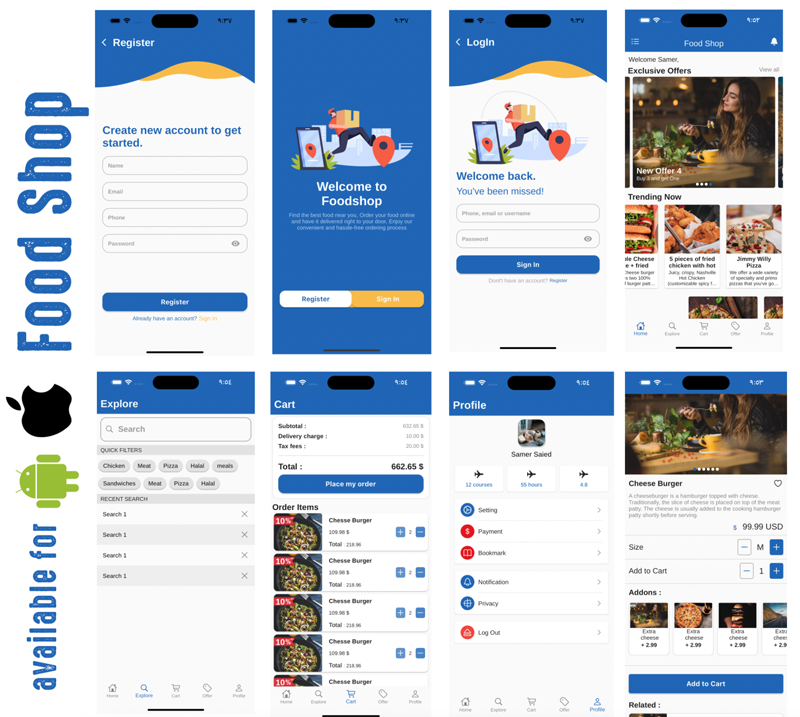 Food Shop
available for
٩:٣٧
Register
Create new account to get
started.
Name
Email
Phone
Password
Register
Already have an account? Sign In
٩:٣٧
Welcome to
Foodshop
Find the best food near you, Order your food online
and have it delivered right to your door, Enjoy our
convenient and hassle-free ordering process
Register
Sign In
٩:٣٧
LogIn
Welcome back.
You've been missed!
Phone, email or username
Password
Sign In
Don't have an account? Register
٩:٥٣
Food Shop
Welcome Samer,
Exclusive Offers
View all
New Offer 4
Buy 3 and get One
Trending Now
le Cheese
e + fried
Cheese burger
s two 100%
f burger patt...
5 pieces of fried
chicken with hot
Juicy, crispy, Nashville
Hot Chicken
(customizable spicy f...
Jimmy Willy
Pizza
We offer a wide variety
of specialty and primo
pizzas that you've go...
Home
Explore
Cart
Offer
Profile
٩:٥٤
Explore
Search
QUICK FILTERS
Chicken
Meat
Pizza
Halal
meals
Sandwiches
Meat
Pizza
Halal
RECENT SEARCH
Search 1
Search 1
Search 1
Search 1
Home
Explore
Cart
Offer
Profile
٩:٥٤
Cart
Subtotal :
632.65 $
Delivery charge :
10.00 $
Tax fees :
20.00 $
Total :
662.65 $
Place my order
Order Items
10%
Chesse Burger
109.98 $
2
Total : 218.96
10%
Chesse Burger
109.98 $
2
Total : 218.96
10%
Chesse Burger
109.98 $
2
Total : 218.96
10%
Chesse Burger
109.98 $
2
Total : 218.96
10%
Chesse Burger
Home
Explore
Cart
Offer
Profile
٩:٥٤
Profile
Samer Saied
12 courses
55 hours
4.8
Setting
Payment
Bookmark
Notification
Privacy
Log Out
Home
Explore
Cart
Offer
Profile
٩:٥٣
Cheese Burger
A cheeseburger is a hamburger topped with cheese.
Traditionally, the slice of cheese is placed on top of the meat
patty. The cheese is usually added to the cooking hamburger
patty shortly before serving.
$ 99.99 USD
Size
M
Add to Cart
1
Addons :
Extra
cheese
+ 2.99
Extra
cheese
+ 2.99
Extra
cheese
+ 2.99
Extra
cheese
+ 2.99
Add to Cart
Related :